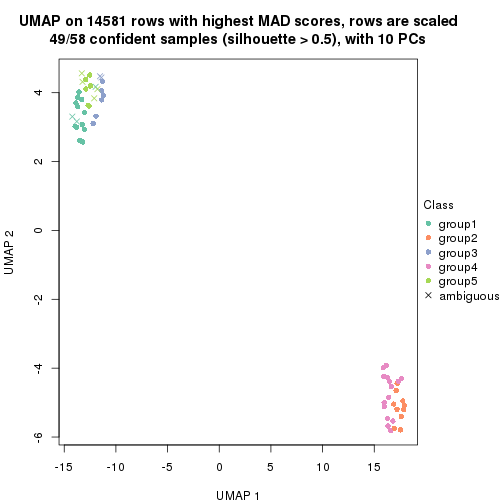 UMAP on 14581 rows with highest MAD scores, rows are scaled
49/58 confident samples (silhouette > 0.5), with 10 PCs
4
2
0
-2
-4
-6
UMAP 2
-15
-10
-5
0
5
10
15
UMAP 1
Class
group1
group2
group3
group4
group5
ambiguous